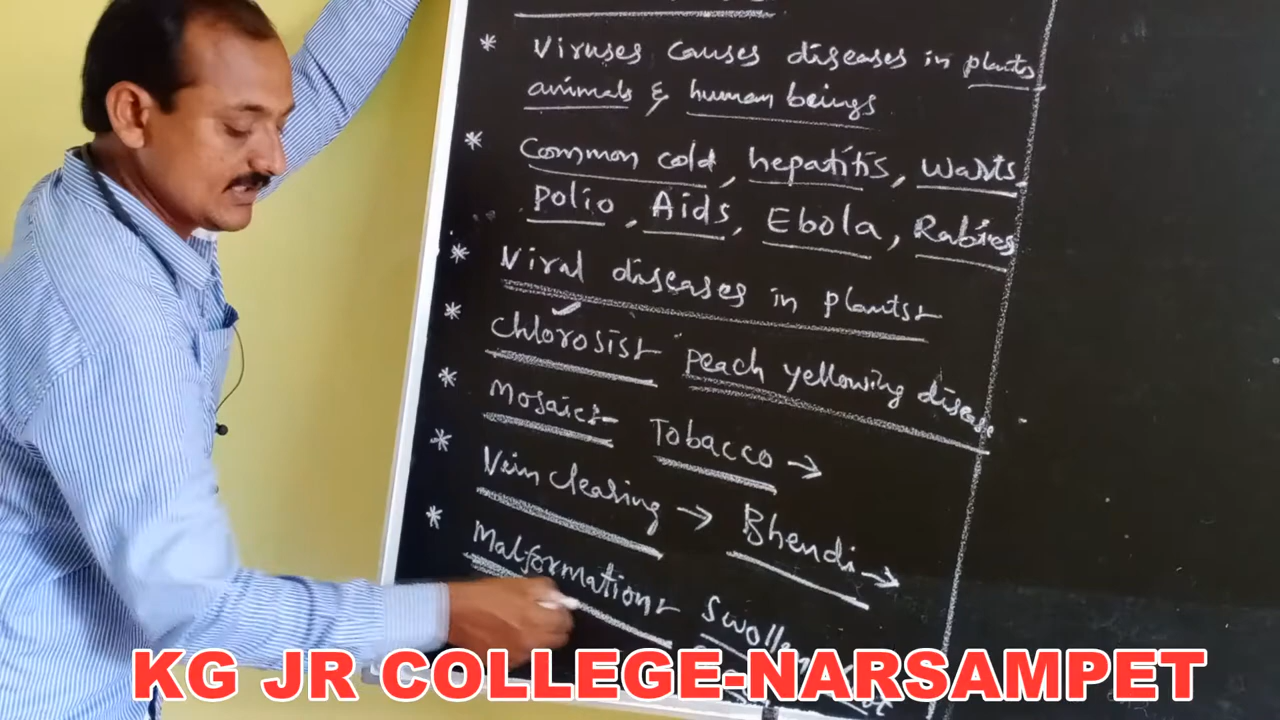 * Viruses causes diseases in plants
animals & human beings
* Common cold, hepatitis, Warts
Polio, Aids, Ebola, Rabies
* Viral diseases in plants:-
* Chlorosis:- peach yellowing disease
* Mosaics:- Tobacco →
* Vein clearing → Bhendi →
* Malformation:- Swollen
KG JR COLLEGE-NARSAMPET